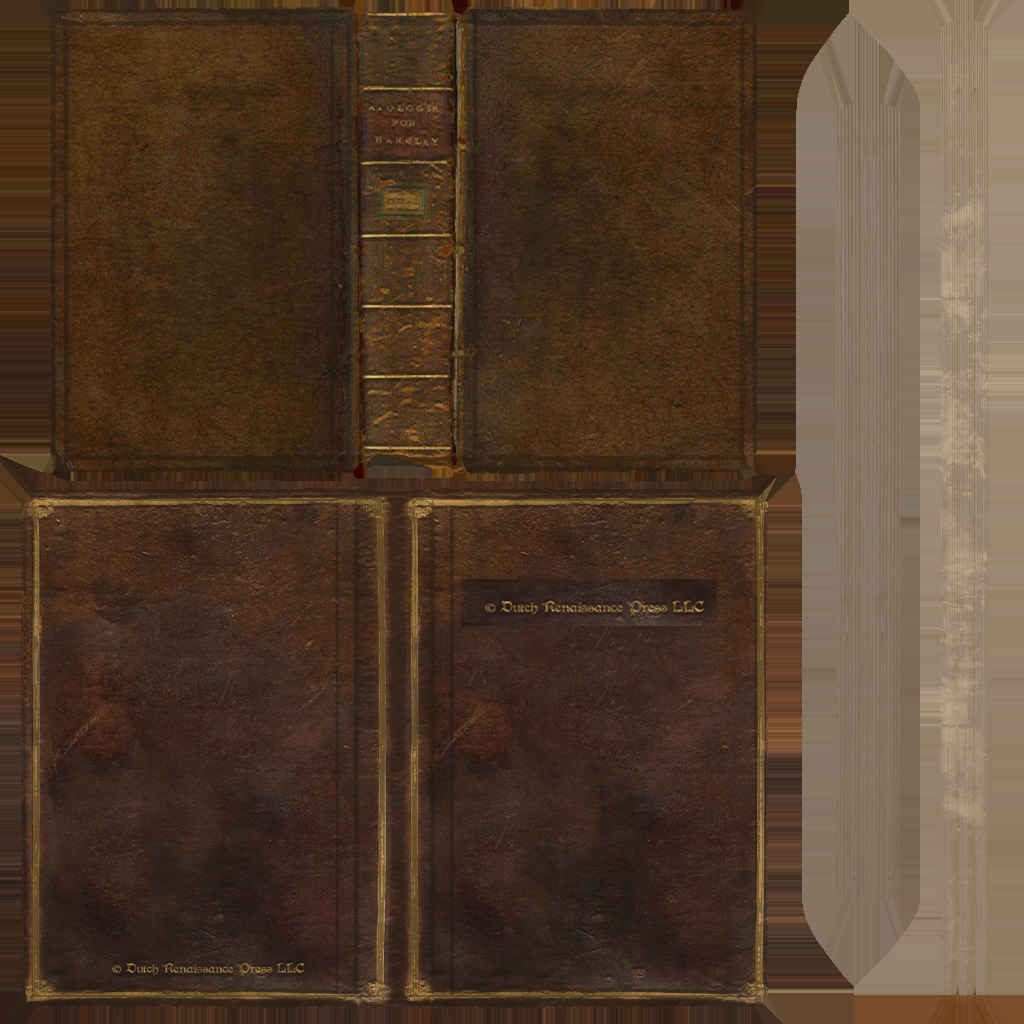 APOLOGIA
FOR
BARCLAY
© Dutch Renaissance Press LLC
© Dutch Renaissance Press LLC